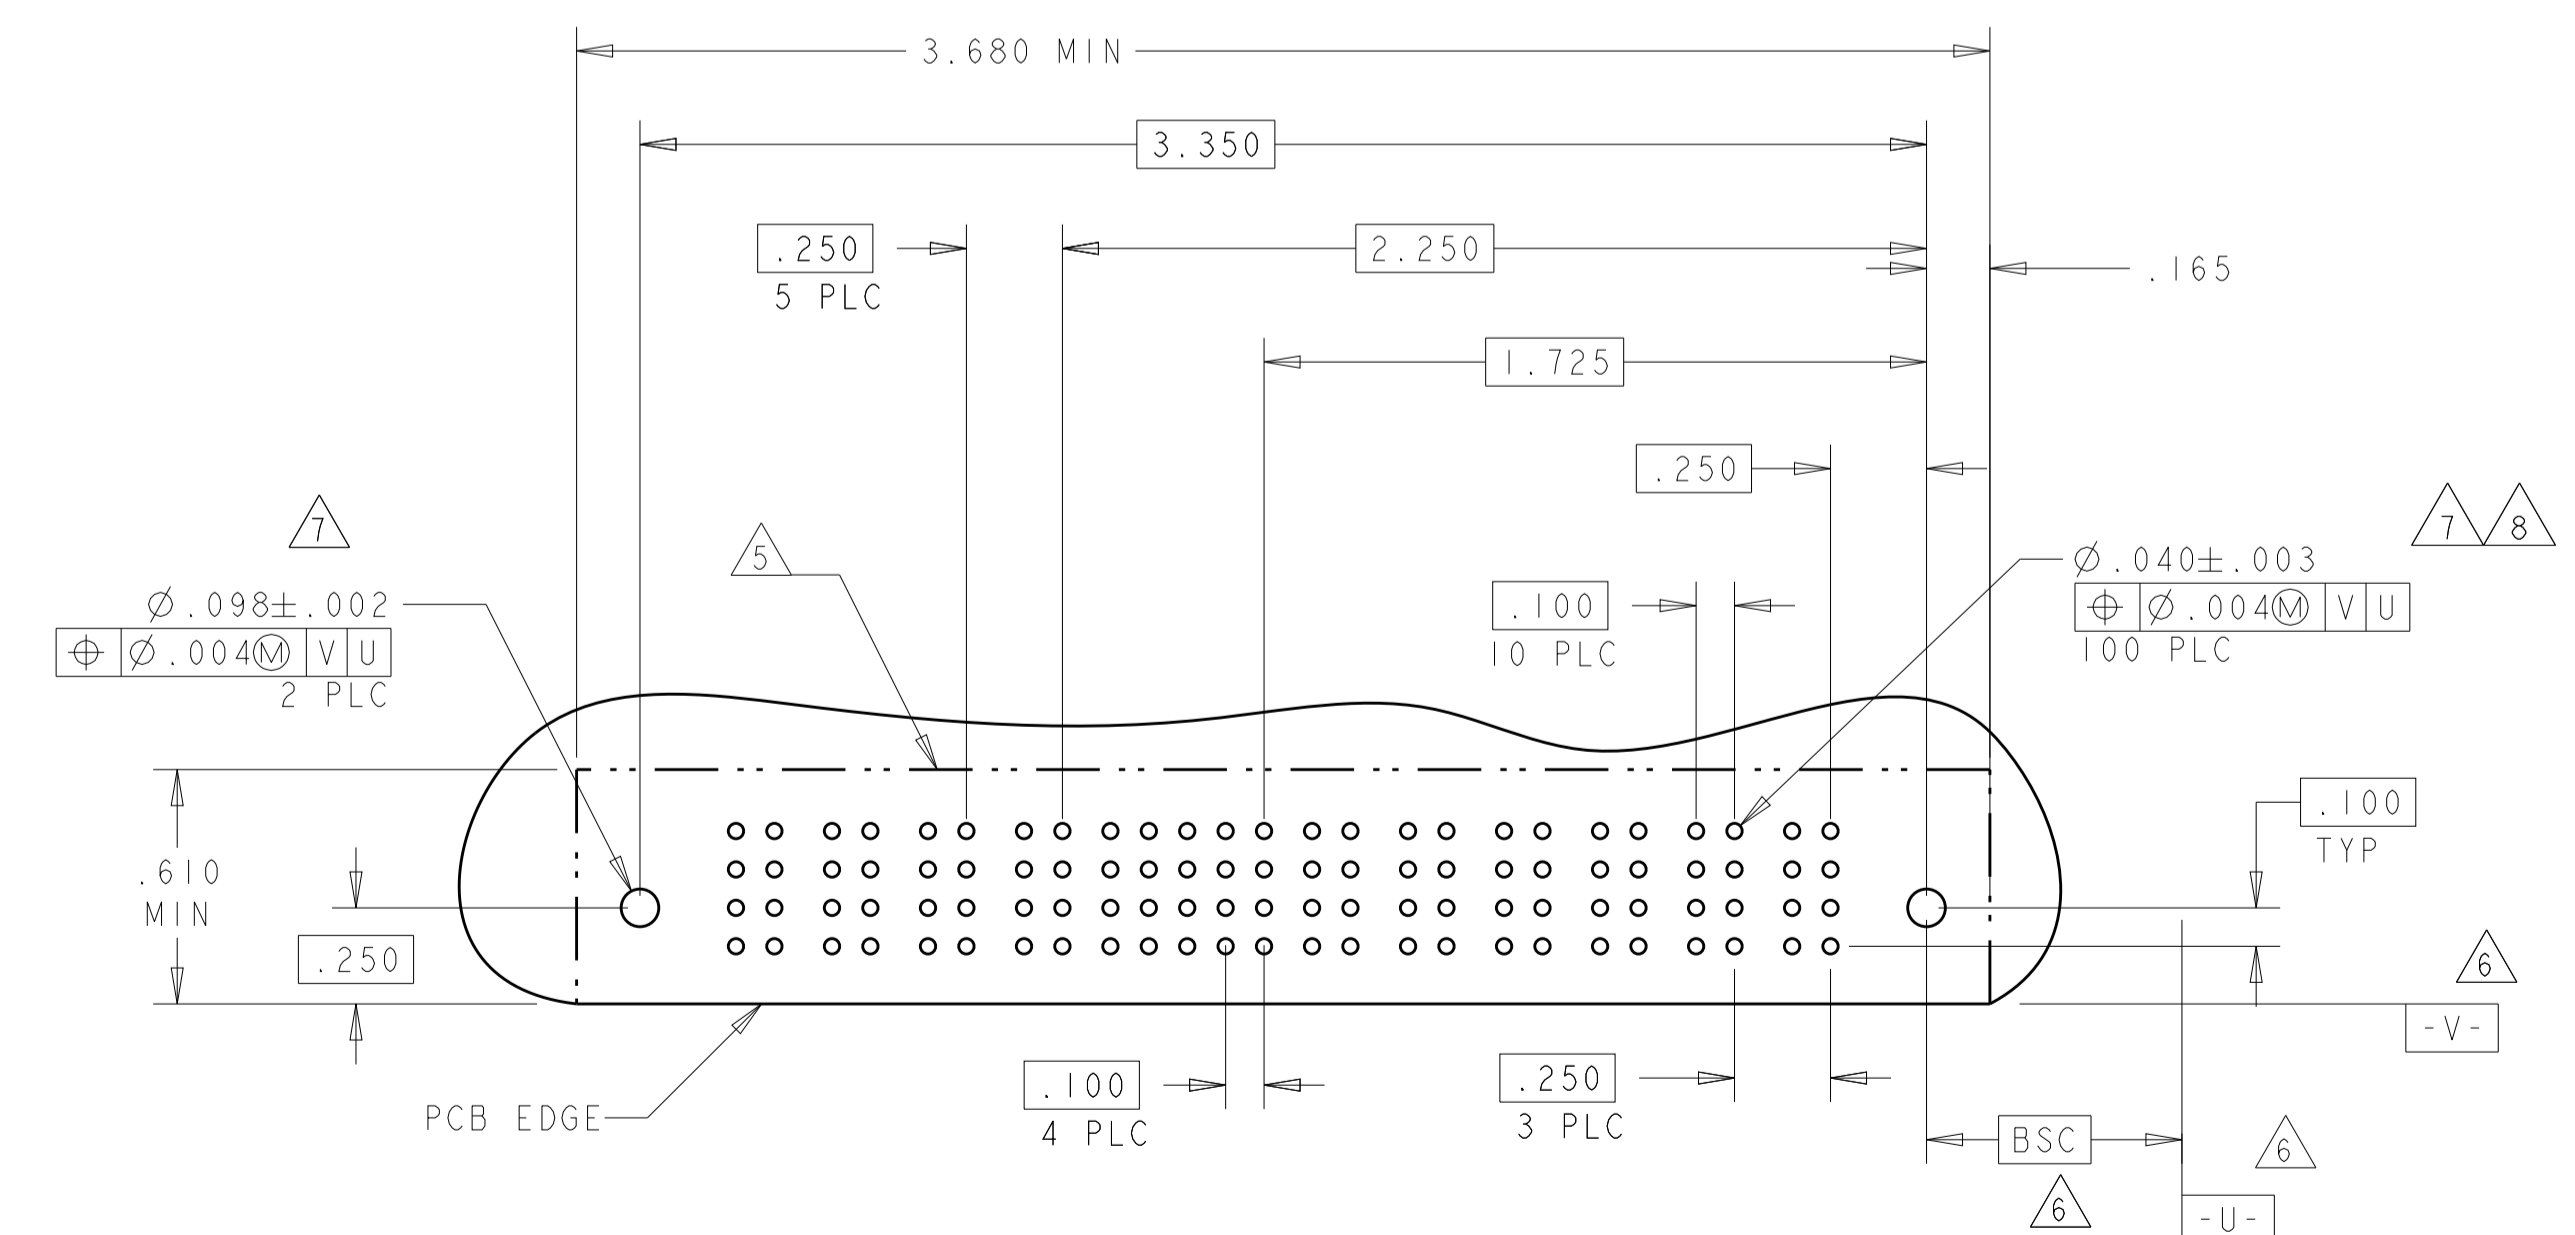 3.680 MIN
3.350
.250
5 PLC
2.250
.165
1.725
.250
7
5
7 8
⌀.098±.002
⌖ ⌀.004Ⓜ V U
2 PLC
.100
10 PLC
⌀.040±.003
⌖ ⌀.004Ⓜ V U
100 PLC
.610
MIN
.250
.100
TYP
6
-V-
PCB EDGE
.100
4 PLC
.250
3 PLC
BSC
6
6
-U-